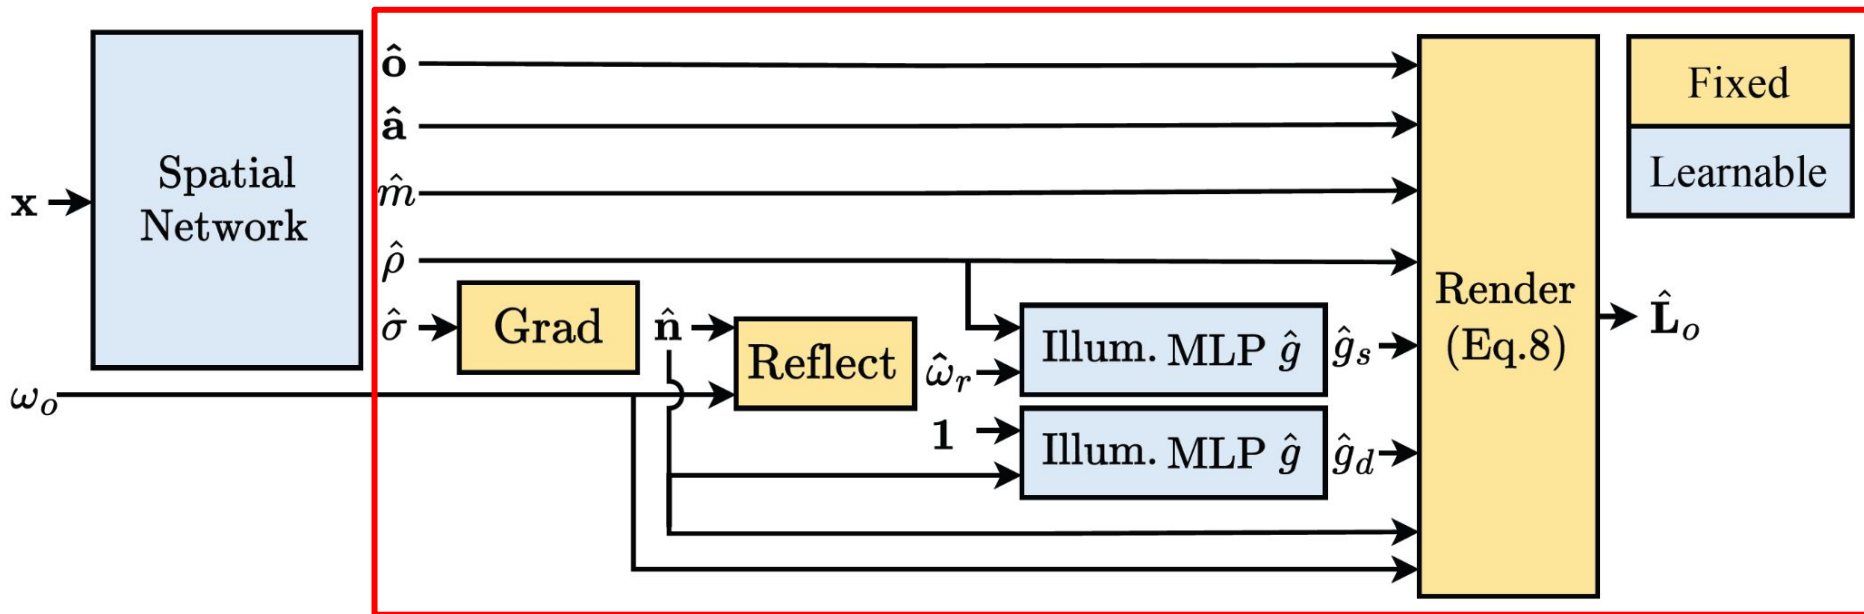 x
Spatial
Network
ω_o
ô
â
m̂
ρ̂
σ̂
Grad
n̂
Reflect
ω̂_r
1
Illum. MLP ĝ
ĝ_s
Illum. MLP ĝ
ĝ_d
Render
(Eq.8)
L̂_o
Fixed
Learnable